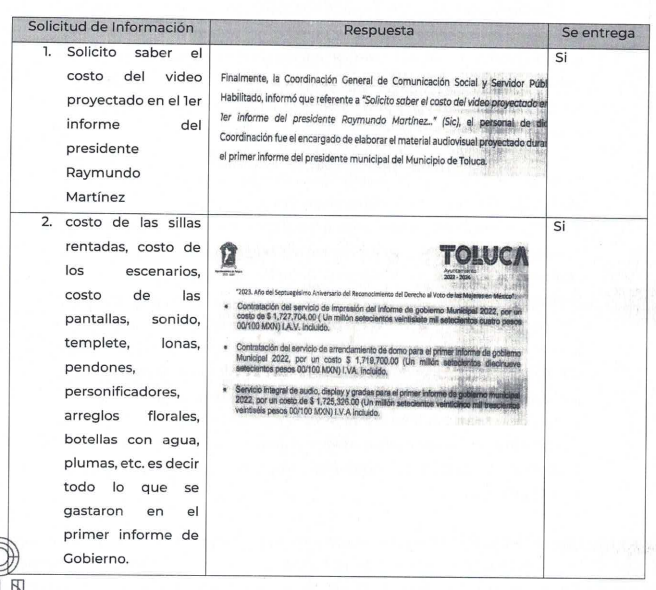 Solicitud de Información
Respuesta
Se entrega
1. Solicito saber el
costo del video
proyectado en el 1er
informe del
presidente
Raymundo
Martínez
Finalmente, la Coordinación General de Comunicación Social y Servidor Públ
Habilitado, informó que referente a "Solicito saber el costo del video proyectado en
1er informe del presidente Raymundo Martínez..." (Sic), el personal de dic
Coordinación fue el encargado de elaborar el material audiovisual proyectado dura
el primer informe del presidente municipal del Municipio de Toluca.
Si
2. costo de las sillas
rentadas, costo de
los escenarios,
costo de las
pantallas, sonido,
templete, lonas,
pendones,
personificadores,
arreglos florales,
botellas con agua,
plumas, etc. es decir
todo lo que se
gastaron en el
primer informe de
Gobierno.
TOLUCA
Ayuntamiento
2022 - 2024
"2023. Año del Septuagésimo Aniversario del Reconocimiento del Derecho al Voto de las Mujeres en México"
• Contratación del servicio de impresión del informe de gobierno Municipal 2022, por un
costo de $ 1,727,704.00 ( Un millón setecientos veintisiete mil setecientos cuatro pesos
00/100 MXN) I.A.V. incluido.
• Contratación del servicio de arrendamiento de domo para el primer informe de gobierno
Municipal 2022, por un costo $ 1,719,700.00 (Un millón setecientos diecinueve
setecientos pesos 00/100 MXN) I.VA. Incluido.
• Servicio integral de audio, display y gradas para el primer informe de gobierno municipal
2022, por un costo de $ 1,725,326.00 (Un millón setecientos veinticinco mil trescientos
veintiséis pesos 00/100 MXN) I.V.A incluido.
Si